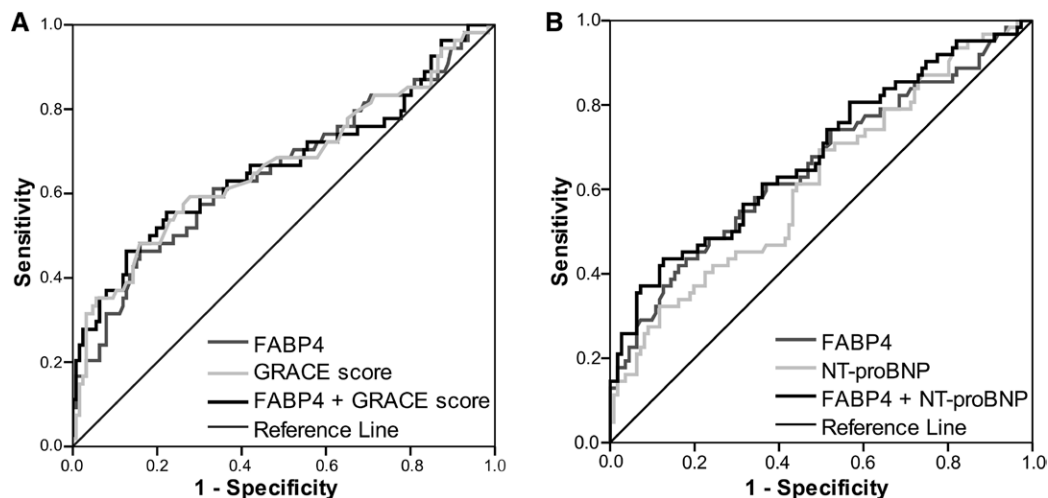 A
Sensitivity
1.0
0.8
0.6
0.4
0.2
0.0
FABP4
GRACE score
FABP4 + GRACE score
Reference Line
0.0 0.2 0.4 0.6 0.8 1.0
1 - Specificity
B
Sensitivity
1.0
0.8
0.6
0.4
0.2
0.0
FABP4
NT-proBNP
FABP4 + NT-proBNP
Reference Line
0.0 0.2 0.4 0.6 0.8 1.0
1 - Specificity